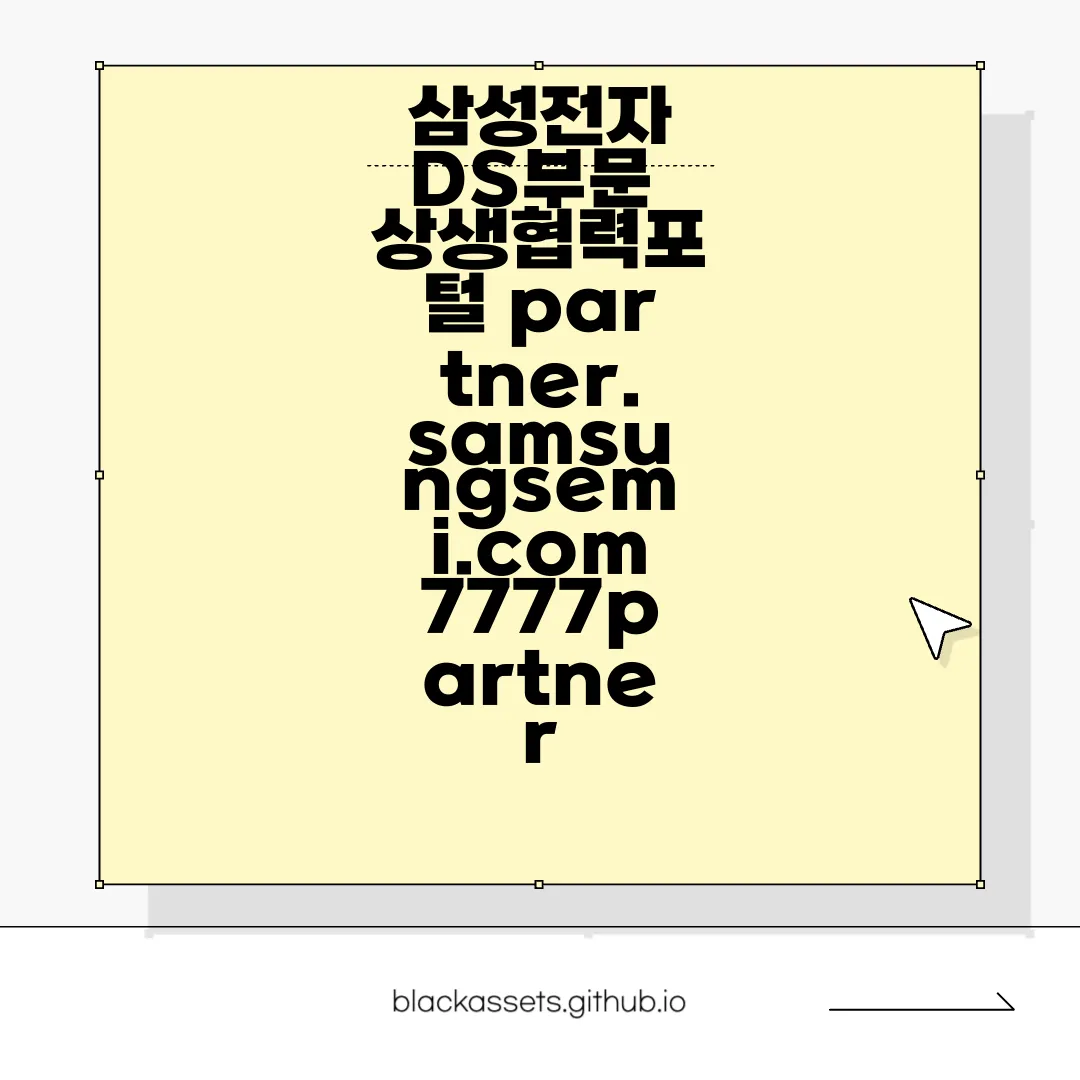 삼성전자
DS부문
상생협력포
털 par
tner.
samsu
ngsem
i.com
7777p
artne
r
blackassets.github.io